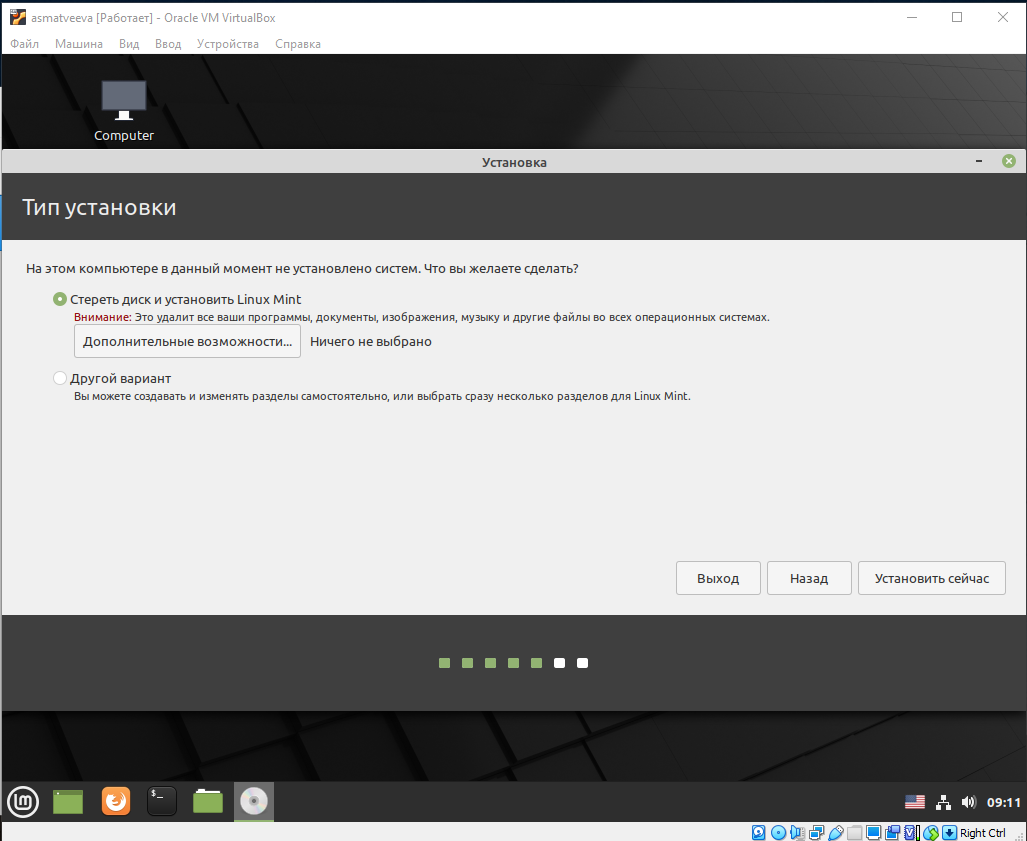 asmatveeva [Работает] - Oracle VM VirtualBox
Файл Машина Вид Ввод Устройства Справка
Computer
Установка
Тип установки
На этом компьютере в данный момент не установлено систем. Что вы желаете сделать?
Стереть диск и установить Linux Mint
Внимание: Это удалит все ваши программы, документы, изображения, музыку и другие файлы во всех операционных системах.
Дополнительные возможности... Ничего не выбрано
Другой вариант
Вы можете создавать и изменять разделы самостоятельно, или выбрать сразу несколько разделов для Linux Mint.
Выход Назад Установить сейчас
$_
09:11
Right Ctrl